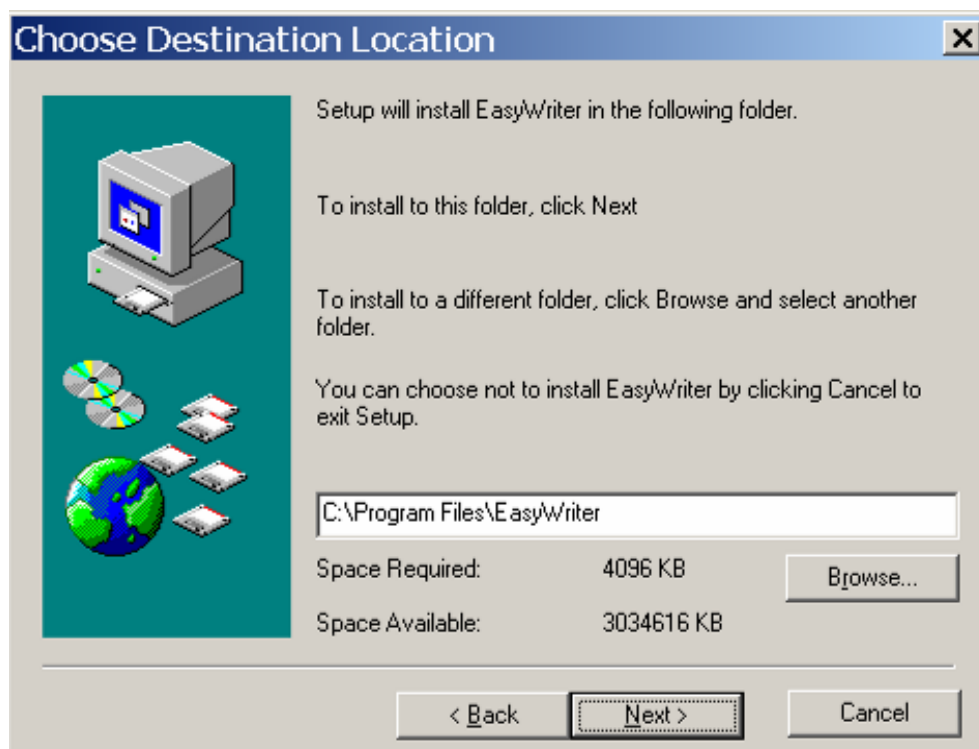 Choose Destination Location
Setup will install EasyWriter in the following folder.
To install to this folder, click Next
To install to a different folder, click Browse and select another
folder.
You can choose not to install EasyWriter by clicking Cancel to
exit Setup.
C:\Program Files\EasyWriter
Space Required: 4096 KB
Browse...
Space Available: 3034616 KB
< Back Next > Cancel